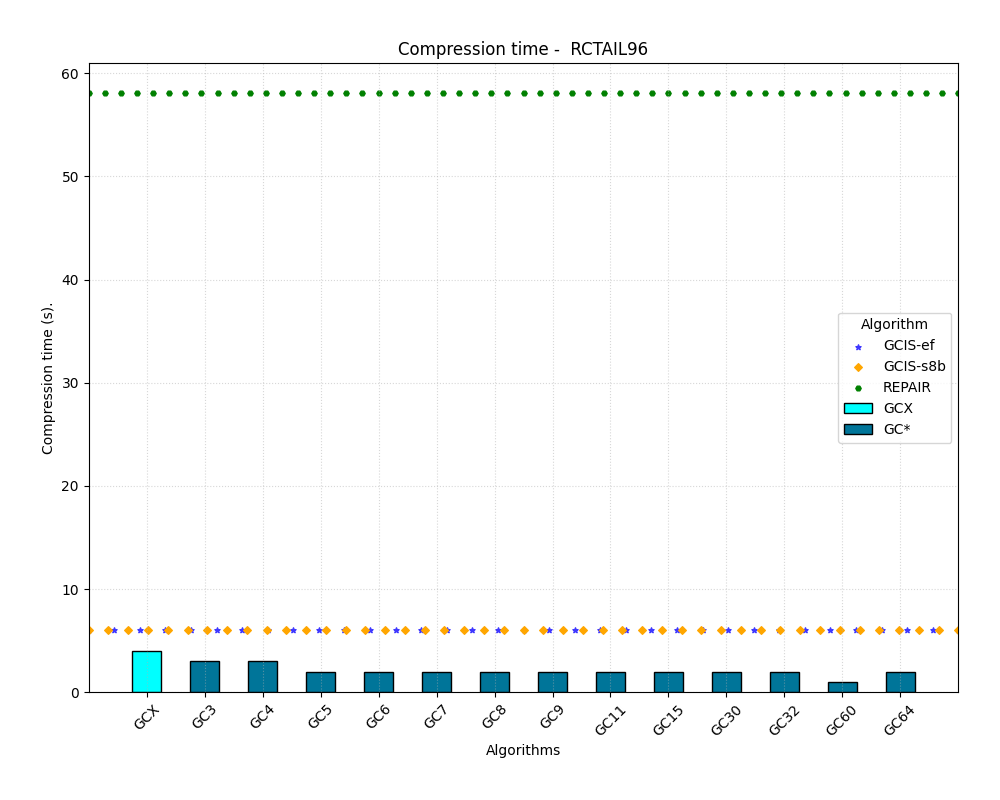 Compression time -  RCTAIL96
Compression time (s).
60
50
40
30
20
10
0
Algorithm
GCIS-ef
GCIS-s8b
REPAIR
GCX
GC*
GCX
GC3
GC4
GC5
GC6
GC7
GC8
GC9
GC11
GC15
GC30
GC32
GC60
GC64
Algorithms